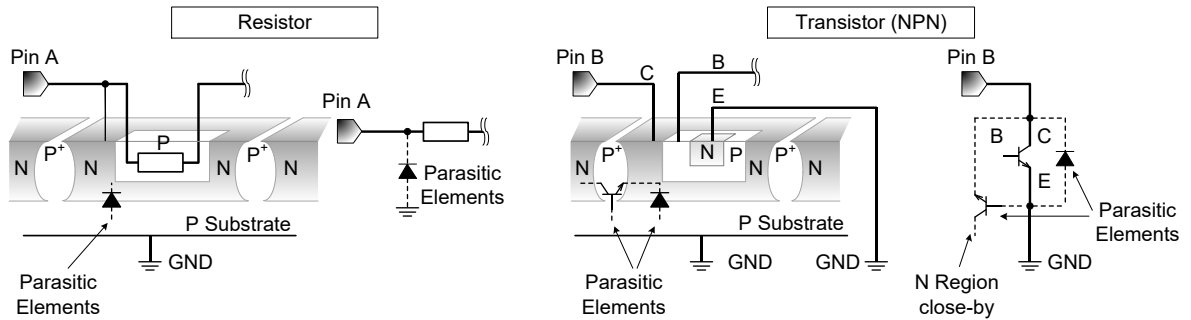 Resistor
Pin A
P
N
P+
N
P+
N
N
P Substrate
GND
Parasitic
Elements
Pin A
Parasitic
Elements
Transistor (NPN)
Pin B
C
B
E
N
P+
N
N
P
P+
N
P Substrate
GND
GND
Parasitic
Elements
Pin B
B
C
E
Parasitic
Elements
GND
N Region
close-by